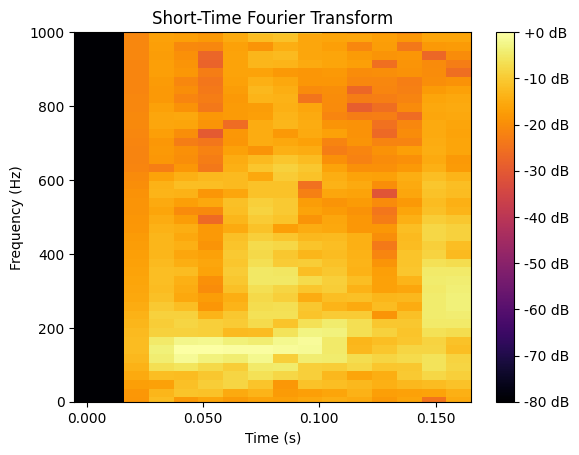 Short-Time Fourier Transform
1000
800
600
400
200
0
Frequency (Hz)
0.000
0.050
0.100
0.150
Time (s)
+0 dB
-10 dB
-20 dB
-30 dB
-40 dB
-50 dB
-60 dB
-70 dB
-80 dB